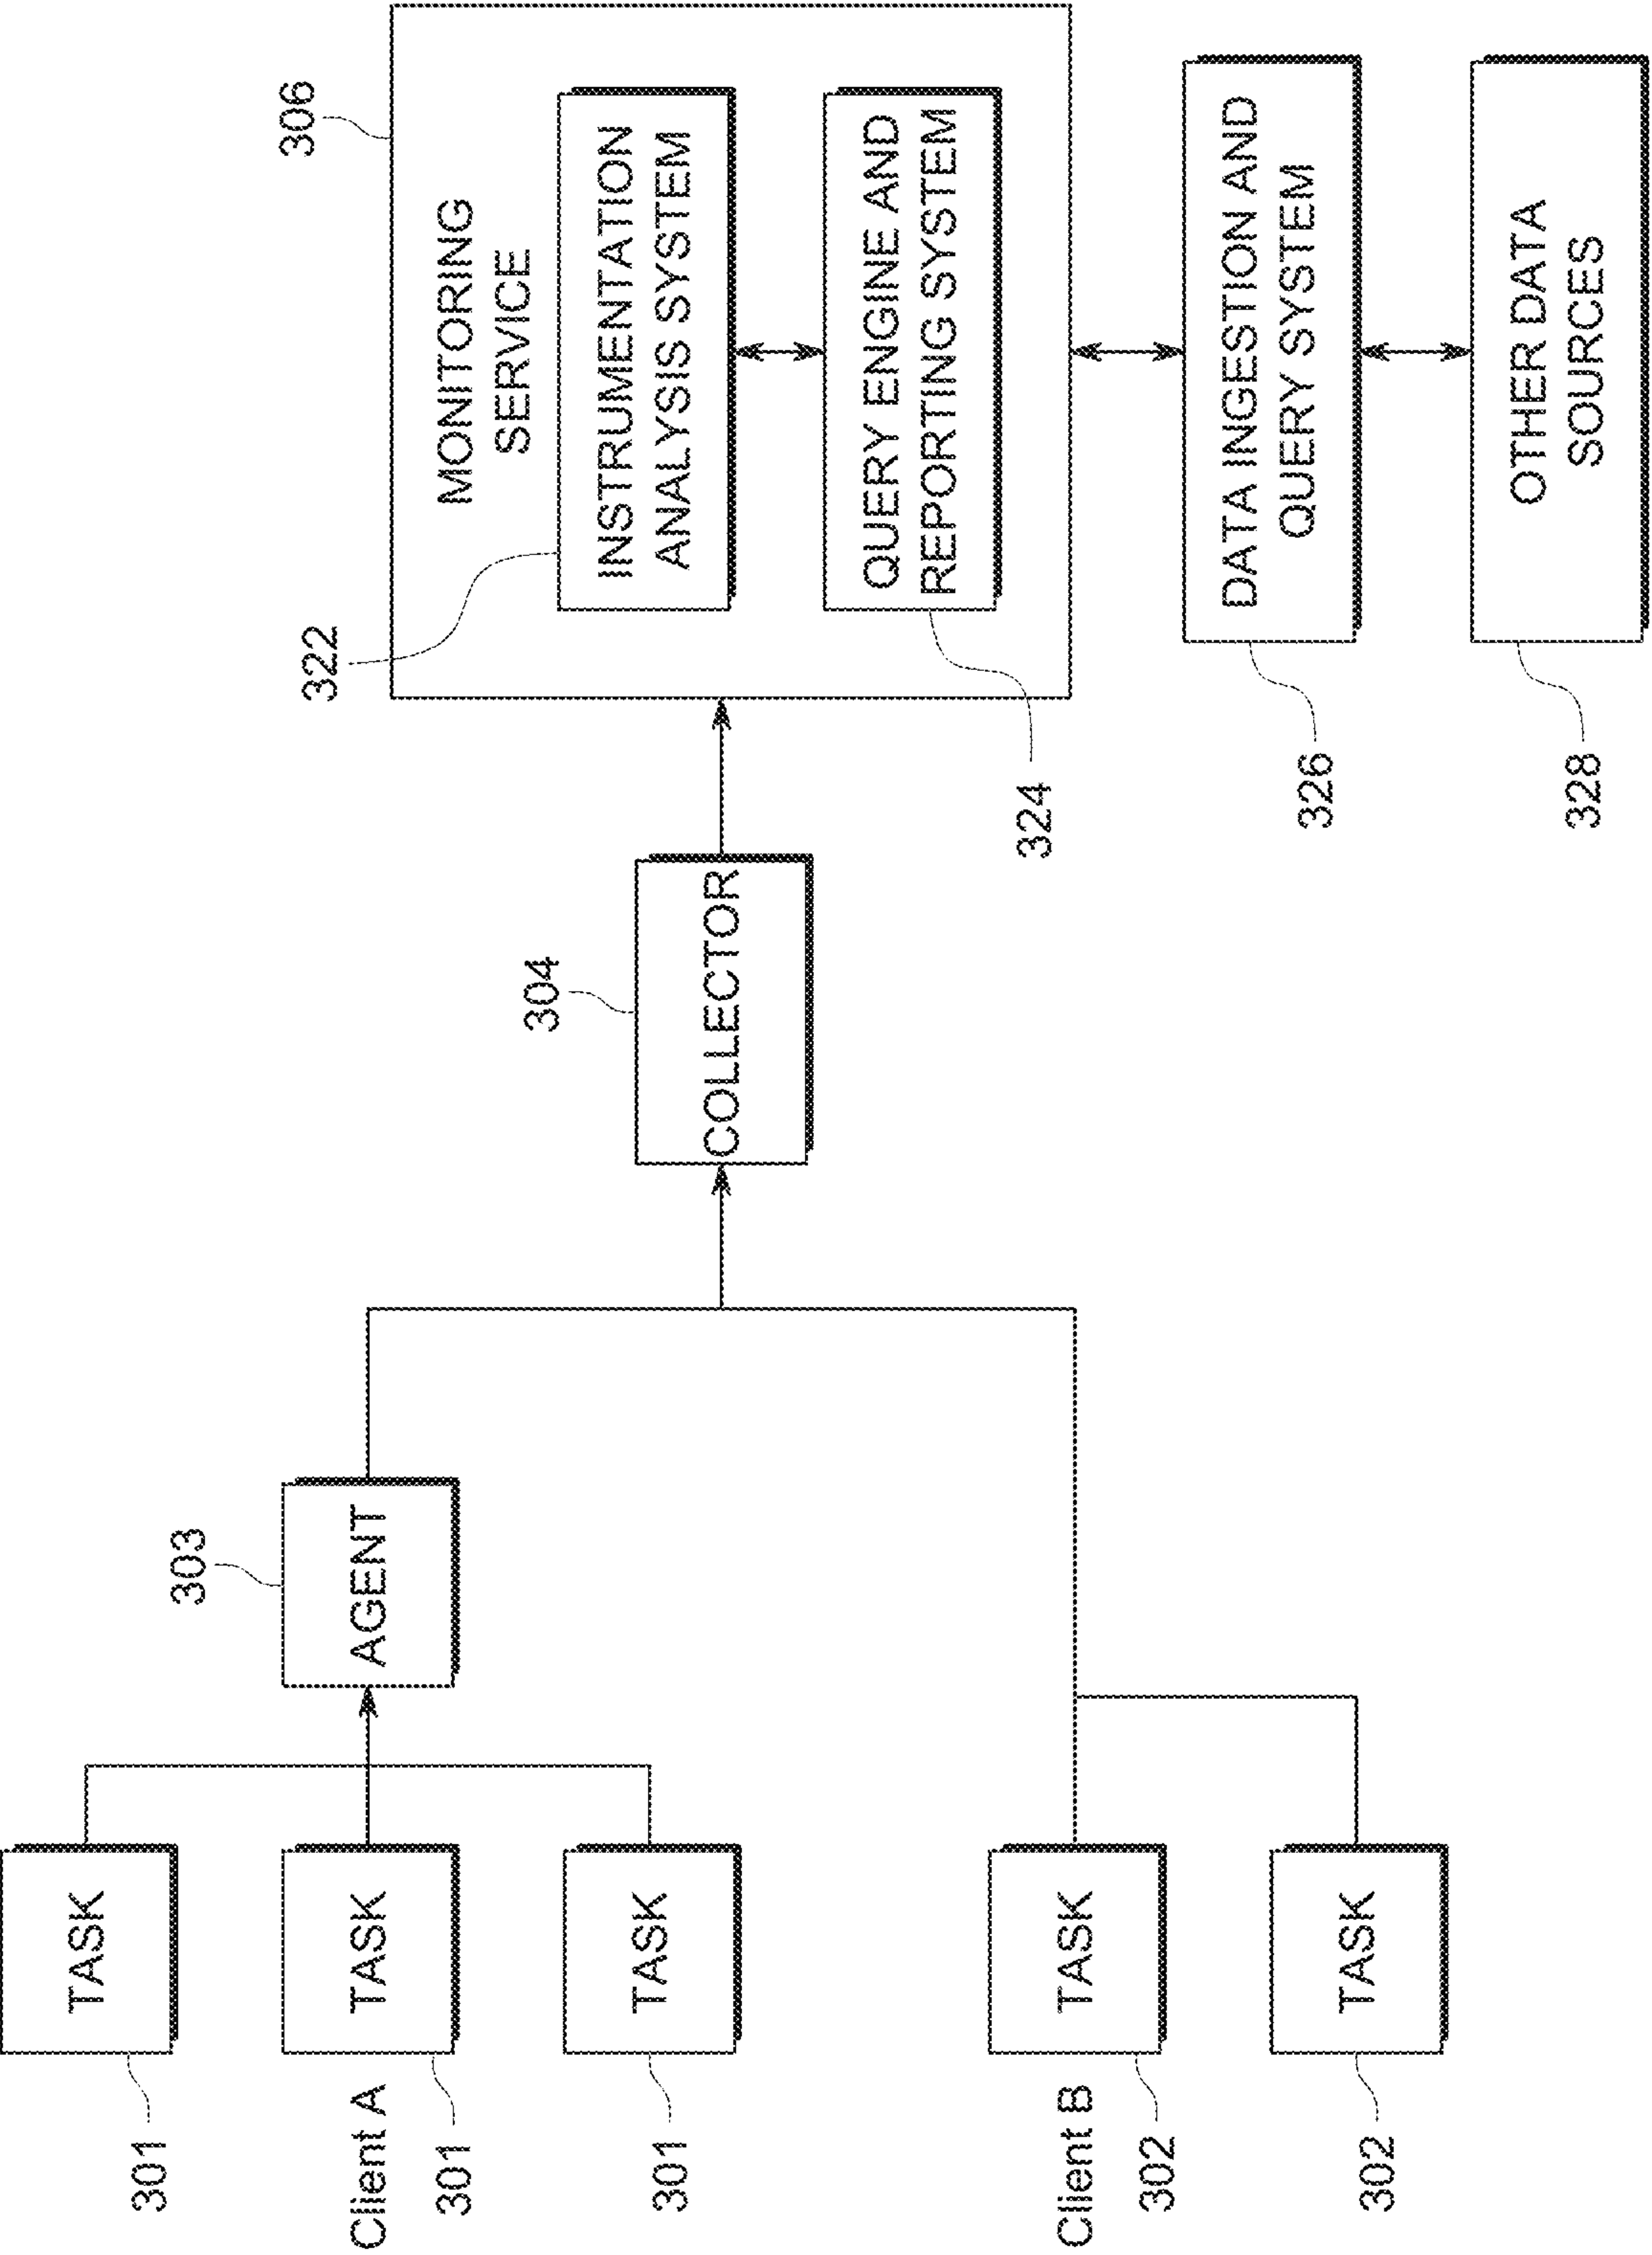 306
MONITORING
SERVICE
322
INSTRUMENTATION
ANALYSIS SYSTEM
324
QUERY ENGINE AND
REPORTING SYSTEM
326
DATA INGESTION AND
QUERY SYSTEM
328
OTHER DATA
SOURCES
304
COLLECTOR
303
AGENT
301
TASK
Client A
301
TASK
301
TASK
Client B
302
TASK
302
TASK